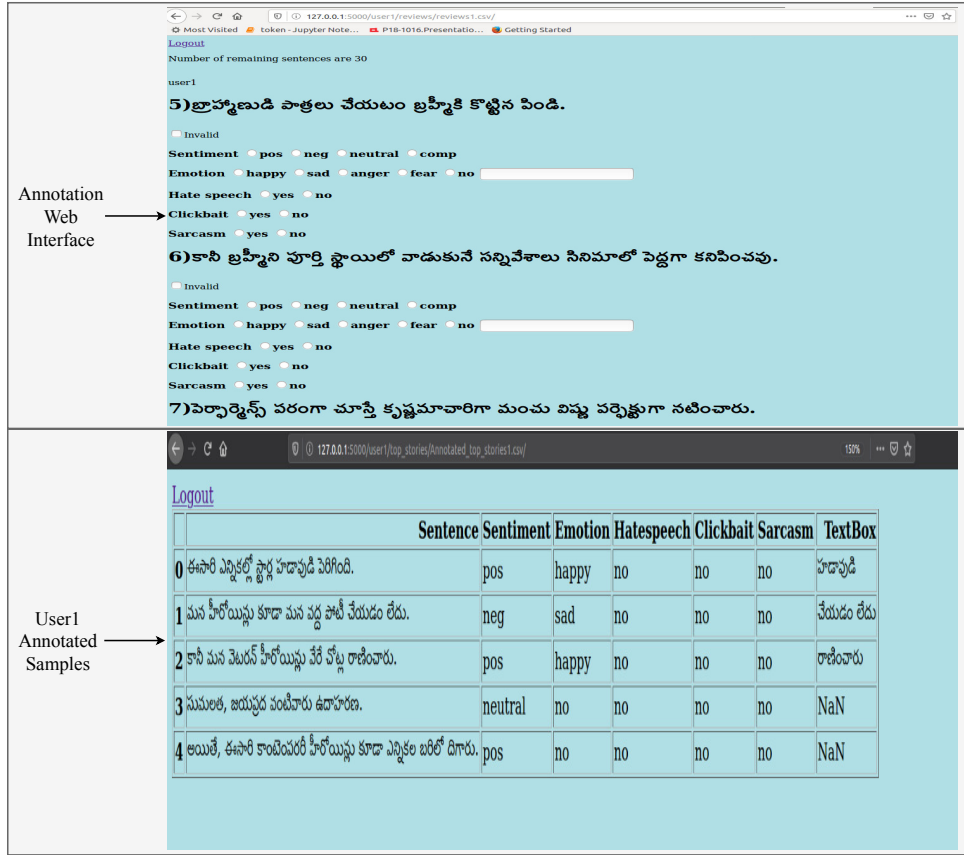 127.0.0.1:5000/user1/reviews/reviews1.csv/
Most Visited token - Jupyter Note... P18-1016.Presentatio... Getting Started
Logout
Number of remaining sentences are 30
user1
5)బ్రాహ్మాణుడి పాత్రలు చేయటం బ్రహ్మీకి కొట్టిన పిండి.
Invalid
Sentiment pos neg neutral comp
Emotion happy sad anger fear no
Hate speech yes no
Clickbait yes no
Sarcasm yes no
6)కానీ బ్రహ్మీని పూర్తి స్థాయిలో వాడుకునే సన్నివేశాలు సినిమాలో పెద్దగా కనిపించవు.
Invalid
Sentiment pos neg neutral comp
Emotion happy sad anger fear no
Hate speech yes no
Clickbait yes no
Sarcasm yes no
7)పెర్ఫార్మెన్స్ పరంగా చూస్తే కృష్ణమాచారిగా మంచు విష్ణు పర్ఫెక్టుగా నటించారు.
Annotation
Web
Interface
127.0.0.1:5000/user1/top_stories/Annotated_top_stories1.csv/ 150%
Logout
Sentence Sentiment Emotion Hatespeech Clickbait Sarcasm TextBox
0 ఈసారి ఎన్నికల్లో స్టార్ల హడావుడి పెరిగింది. pos happy no no no హడావుడి
1 మన హీరోయిన్లు కూడా మన వద్ద పోటీ చేయడం లేదు. neg sad no no no చేయడం లేదు
2 కానీ మన వెటరన్ హీరోయిన్లు వేరే చోట్ల రాణించారు. pos happy no no no రాణించారు
3 సుమలత, జయప్రద వంటివారు ఉదాహరణ. neutral no no no no NaN
4 అయితే, ఈసారి కాంటెంపరరీ హీరోయిన్లు కూడా ఎన్నికల బరిలో దిగారు. pos no no no no NaN
User1
Annotated
Samples